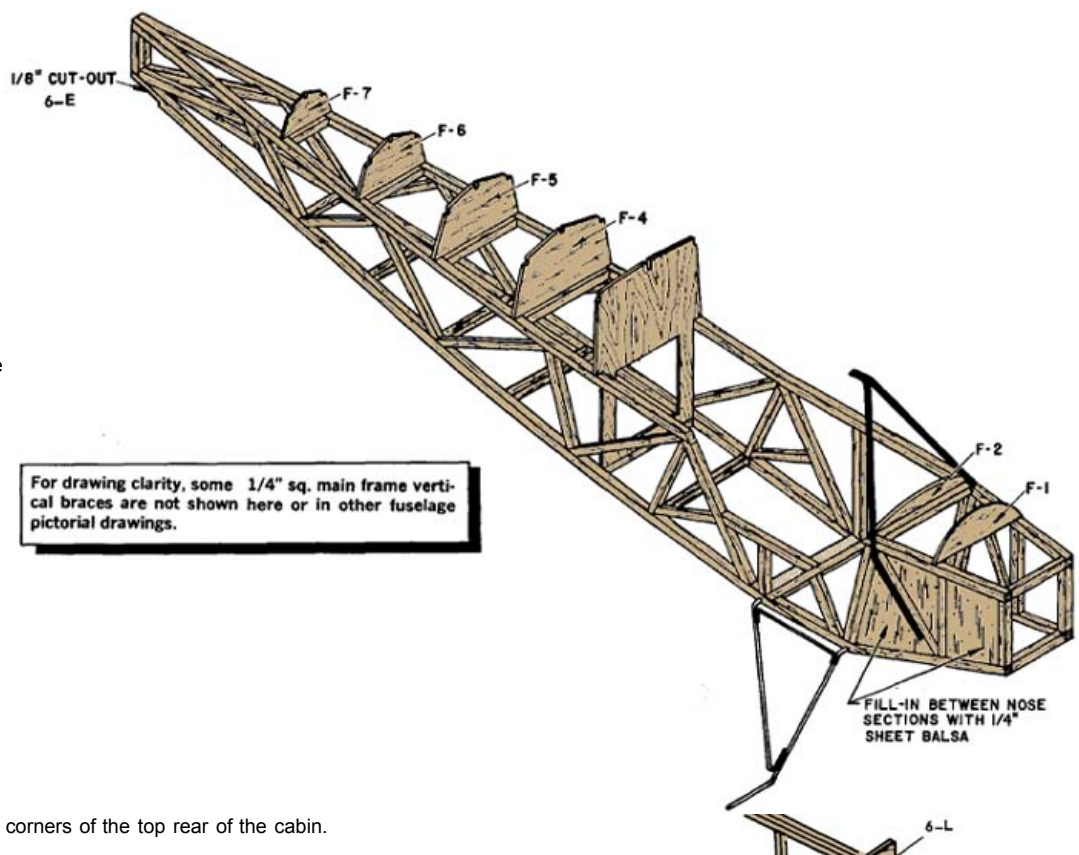 1/8" CUT-OUT
6-E
F-7
F-6
F-5
F-4
e
F-2
F-1
For drawing clarity, some 1/4" sq. main frame verti-
cal braces are not shown here or in other fuselage
pictorial drawings.
FILL-IN BETWEEN NOSE
SECTIONS WITH 1/4"
SHEET BALSA
corners of the top rear of the cabin.
6-L